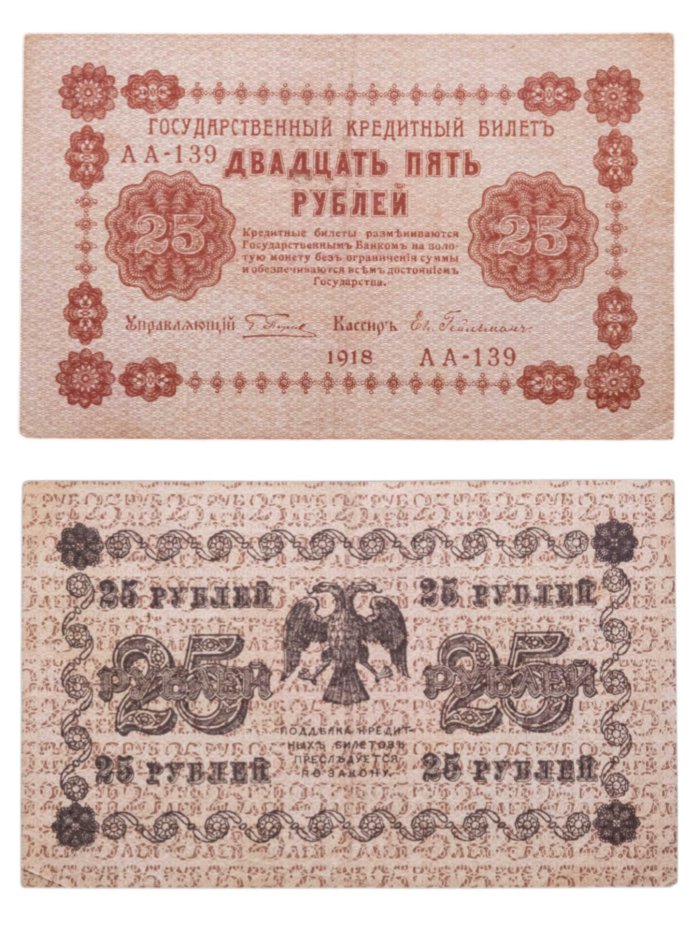 ГОСУДАРСТВЕННЫЙ КРЕДИТНЫЙ БИЛЕТЪ
АА-139
ДВАДЦАТЬ ПЯТЬ
РУБЛЕЙ
25
25
Кредитные билеты размѣниваются
Государственнымъ Банкомъ на золо-
тую монету безъ ограниченія суммы
и обезпечиваются всѣмъ достояніемъ
Государства.
Управляющій
Кассиръ
1918 АА-139
25 РУБЛЕЙ
25 РУБЛЕЙ
25 РУБЛЕЙ
25 РУБЛЕЙ
ПОДДѢЛКА КРЕДИТ-
НЫХЪ БИЛЕТОВЪ
ПРЕСЛѢДУЕТСЯ
ПО ЗАКОНУ.
25 РУБЛЕЙ
25 РУБЛЕЙ